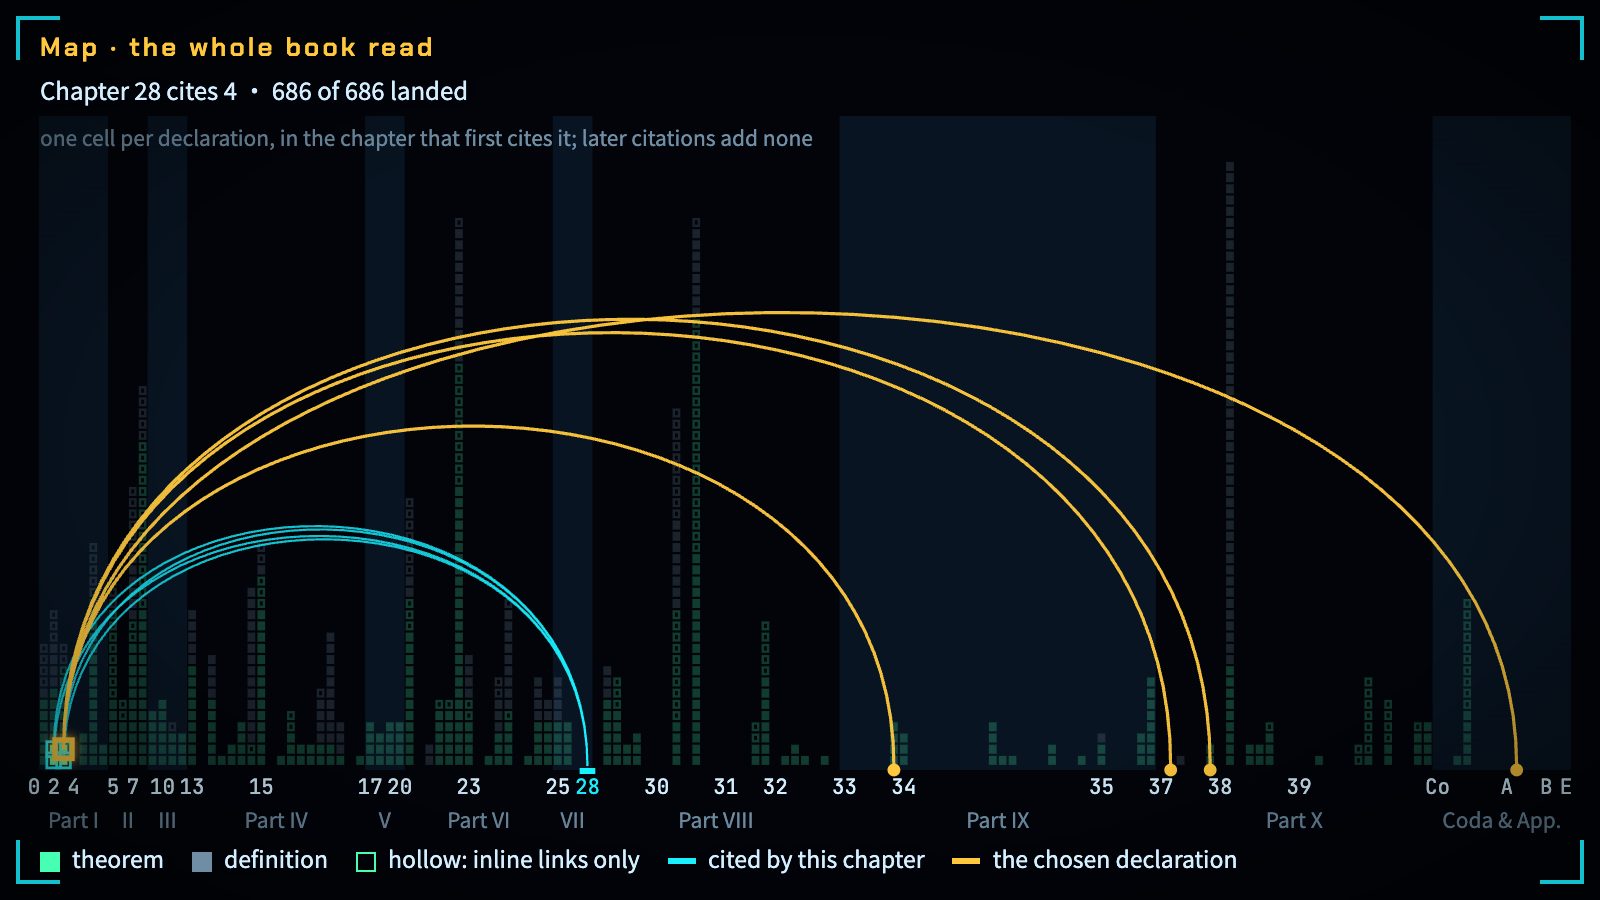 Map · the whole book read
Chapter 28 cites 4 • 686 of 686 landed
one cell per declaration, in the chapter that first cites it; later citations add none
0 2 4 5 7 10 13 15 17 20 23 25 28 30 31 32 33 34 35 37 38 39 Co A B E
Part I II III Part IV V Part VI VII Part VIII Part IX Part X Coda & App.
theorem definition hollow: inline links only cited by this chapter the chosen declaration